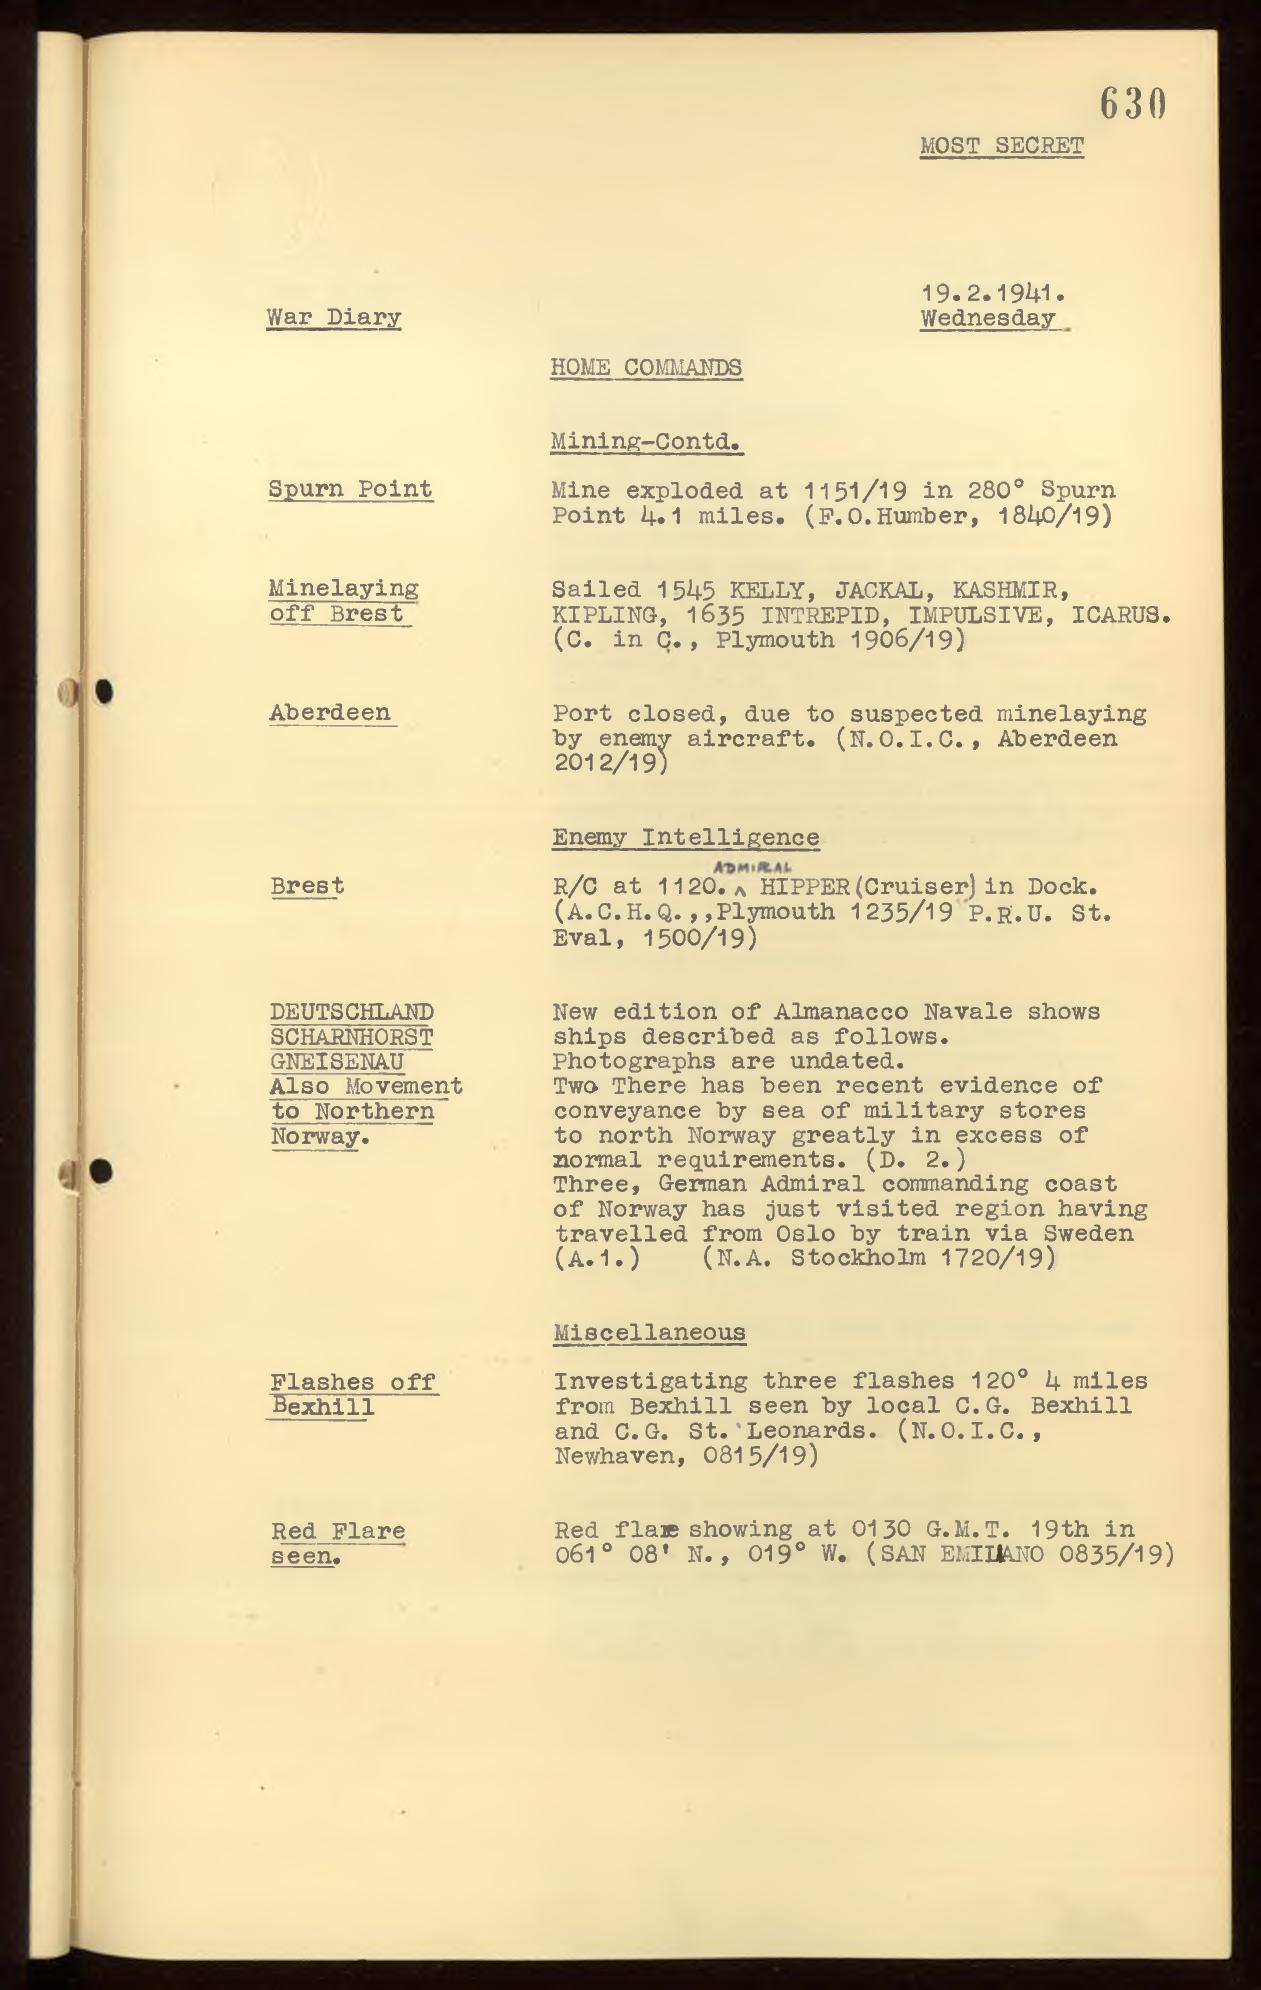 630
MOST SECRET
19.2.1941.
War Diary
Wednesday
HOME COMMANDS
Mining-Contd.
Spurn Point
Mine exploded at 1151/19 in 280° Spurn
Point 4.1 miles. (F.O.Humber, 1840/19)
Minelaying
off Brest
Sailed 1545 KELLY, JACKAL, KASHMIR,
KIPLING, 1635 INTREPID, IMPULSIVE, ICARUS.
(C. in C., Plymouth 1906/19)
Aberdeen
Port closed, due to suspected minelaying
by enemy aircraft. (N.O.I.C., Aberdeen
2012/19)
Enemy Intelligence
Brest
R/C at 1120. ADMIRAL HIPPER (Cruiser) in Dock.
(A.C.H.Q.,,Plymouth 1235/19 P.R.U. St.
Eval, 1500/19)
DEUTSCHLAND
SCHARNHORST
GNEISENAU
Also Movement
to Northern
Norway.
New edition of Almanacco Navale shows
ships described as follows.
Photographs are undated.
Two There has been recent evidence of
conveyance by sea of military stores
to north Norway greatly in excess of
normal requirements. (D. 2.)
Three, German Admiral commanding coast
of Norway has just visited region having
travelled from Oslo by train via Sweden
(A.1.) (N.A. Stockholm 1720/19)
Miscellaneous
Flashes off
Bexhill
Investigating three flashes 120° 4 miles
from Bexhill seen by local C.G. Bexhill
and C.G. St. Leonards. (N.O.I.C.,
Newhaven, 0815/19)
Red Flare
seen.
Red flare showing at 0130 G.M.T. 19th in
061° 08' N., 019° W. (SAN EMILIANO 0835/19)